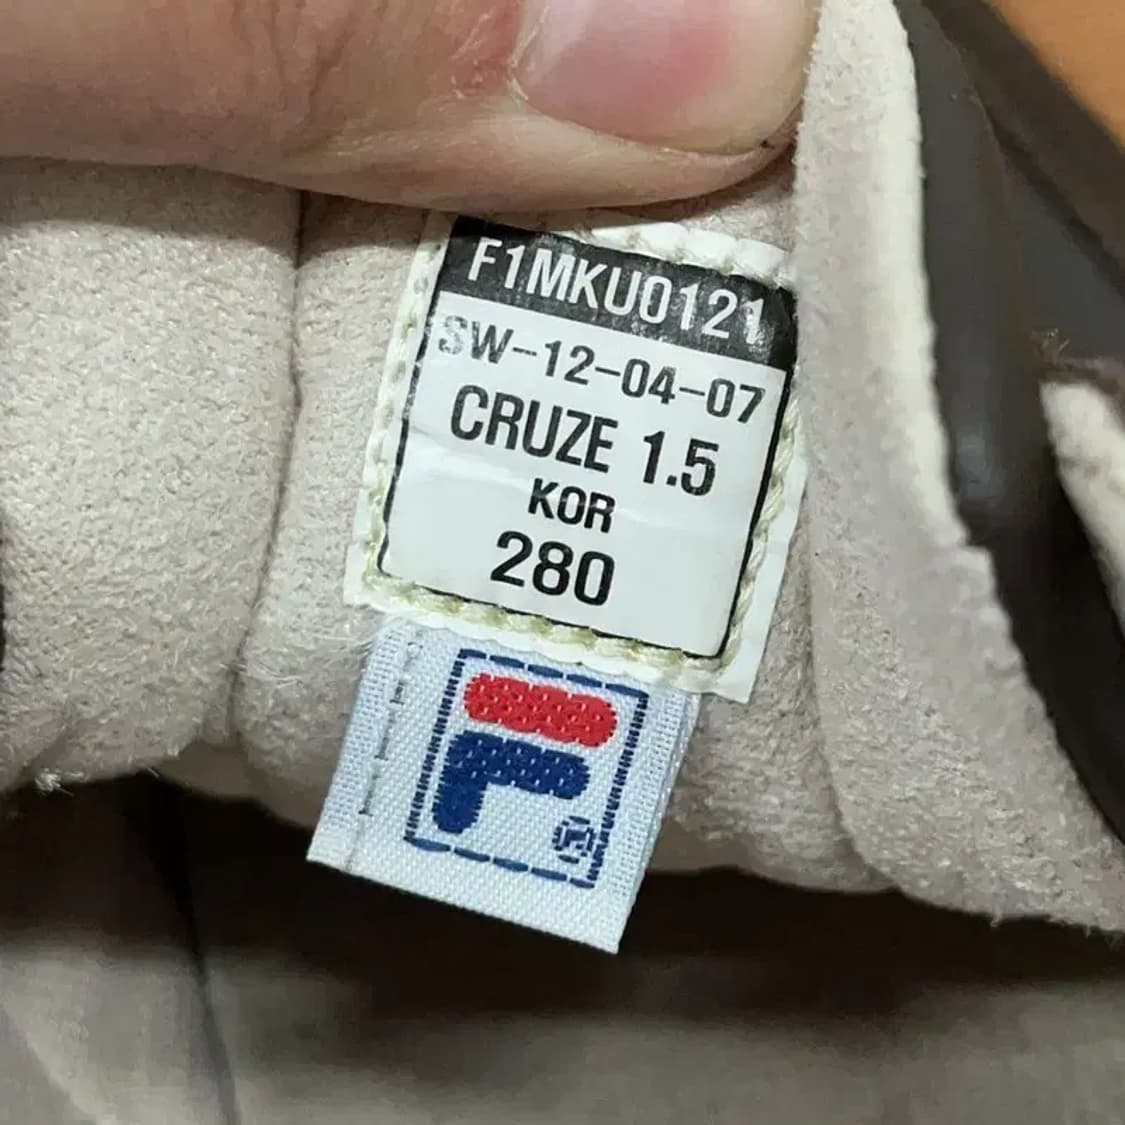 F1MKU0121
SW-12-04-07
CRUZE 1.5
KOR
280
F
®